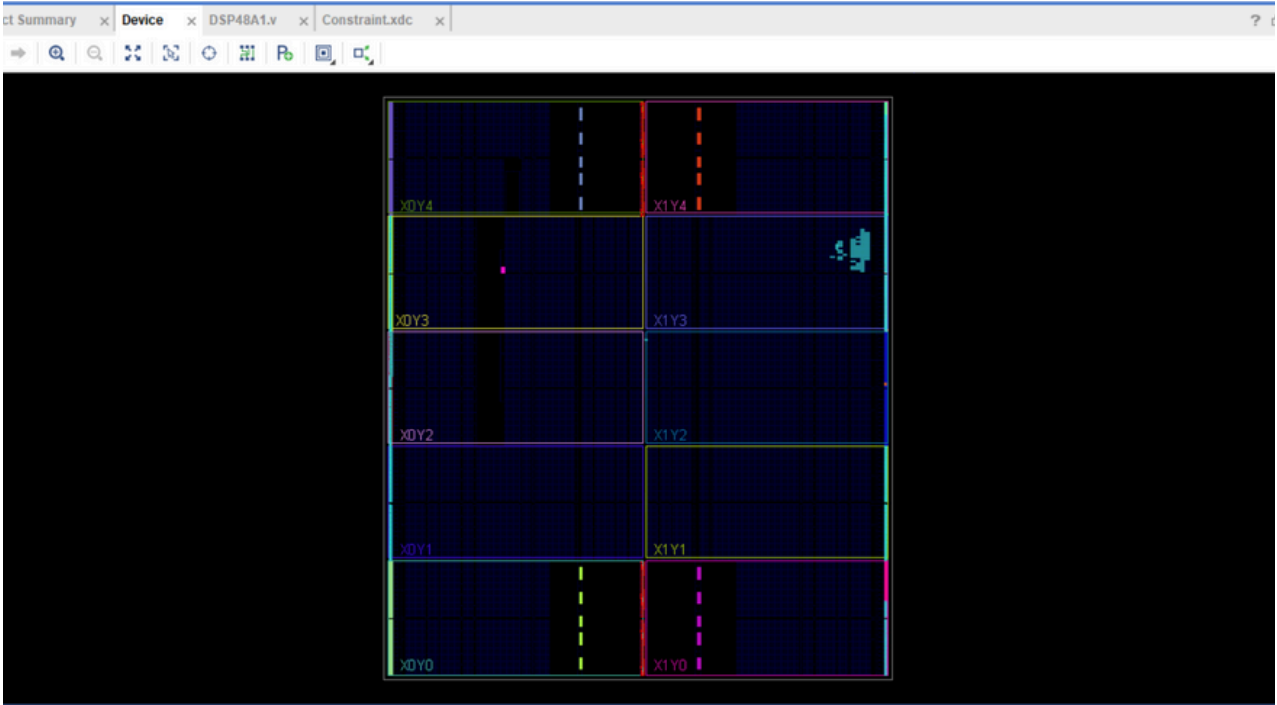 ct Summary Device DSP48A1.v Constraint.xdc ?
X0Y4 X1Y4
X0Y3 X1Y3
X0Y2 X1Y2
X0Y1 X1Y1
X0Y0 X1Y0